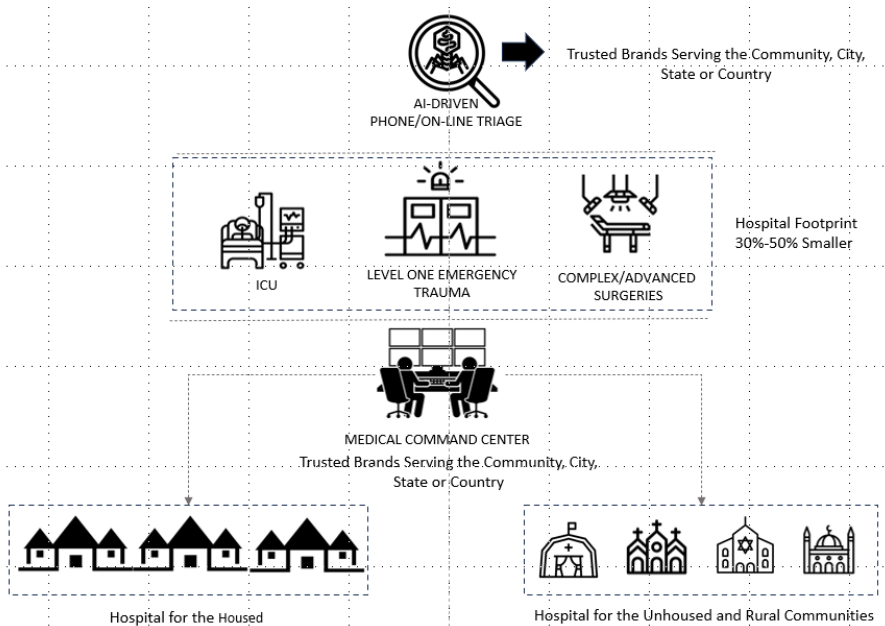 Trusted Brands Serving the Community, City,
State or Country
AI-DRIVEN
PHONE/ON-LINE TRIAGE
Hospital Footprint
30%-50% Smaller
ICU
LEVEL ONE EMERGENCY
TRAUMA
COMPLEX/ADVANCED
SURGERIES
MEDICAL COMMAND CENTER
Trusted Brands Serving the Community, City,
State or Country
Hospital for the Housed
Hospital for the Unhoused and Rural Communities